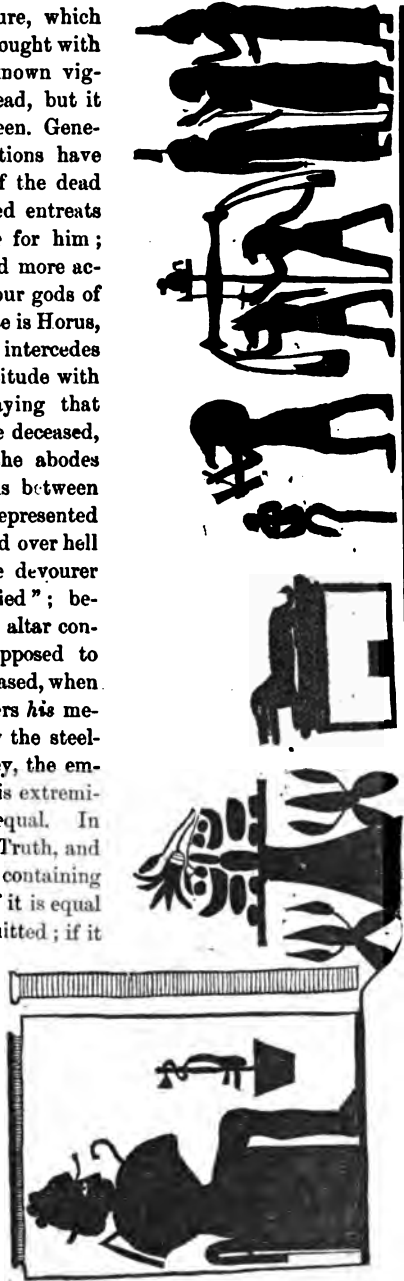 ure, which
ought with
nown vig-
ead, but it
een. Gene-
tions have
f the dead
ed entreats
for him;
d more ac-
our gods of
e is Horus,
intercedes
itude with
aying that
e deceased,
he abodes
s between
epresented
d over hell
e devourer
ied"; be-
altar con-
pposed to
ased, when
rs his me-
the steel-
ey, the em-
is extremi-
equal. In
Truth, and
containing
f it is equal
itted; if it